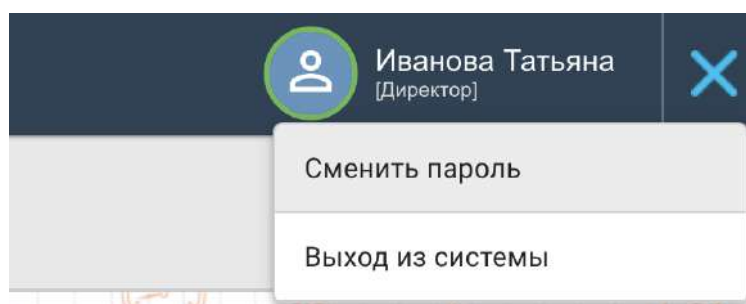 Иванова Татьяна
[Директор]
Сменить пароль
Выход из системы